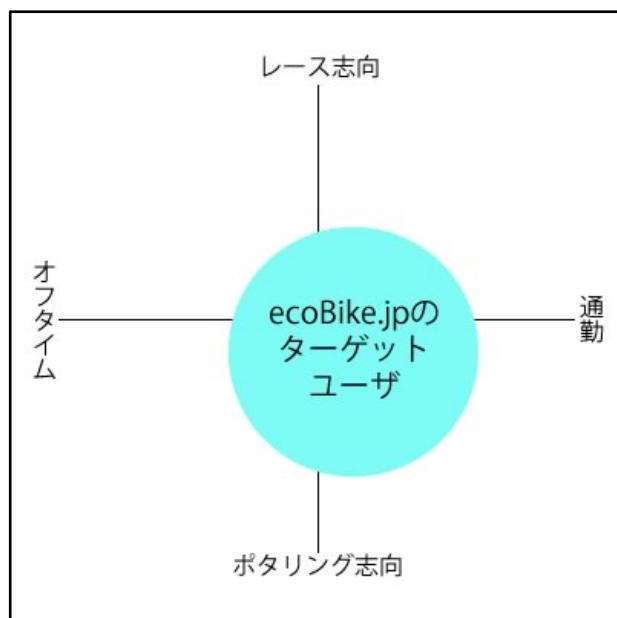 レース志向
オフタイム
ecoBike.jpの
ターゲット
ユーザ
通勤
ポタリング志向